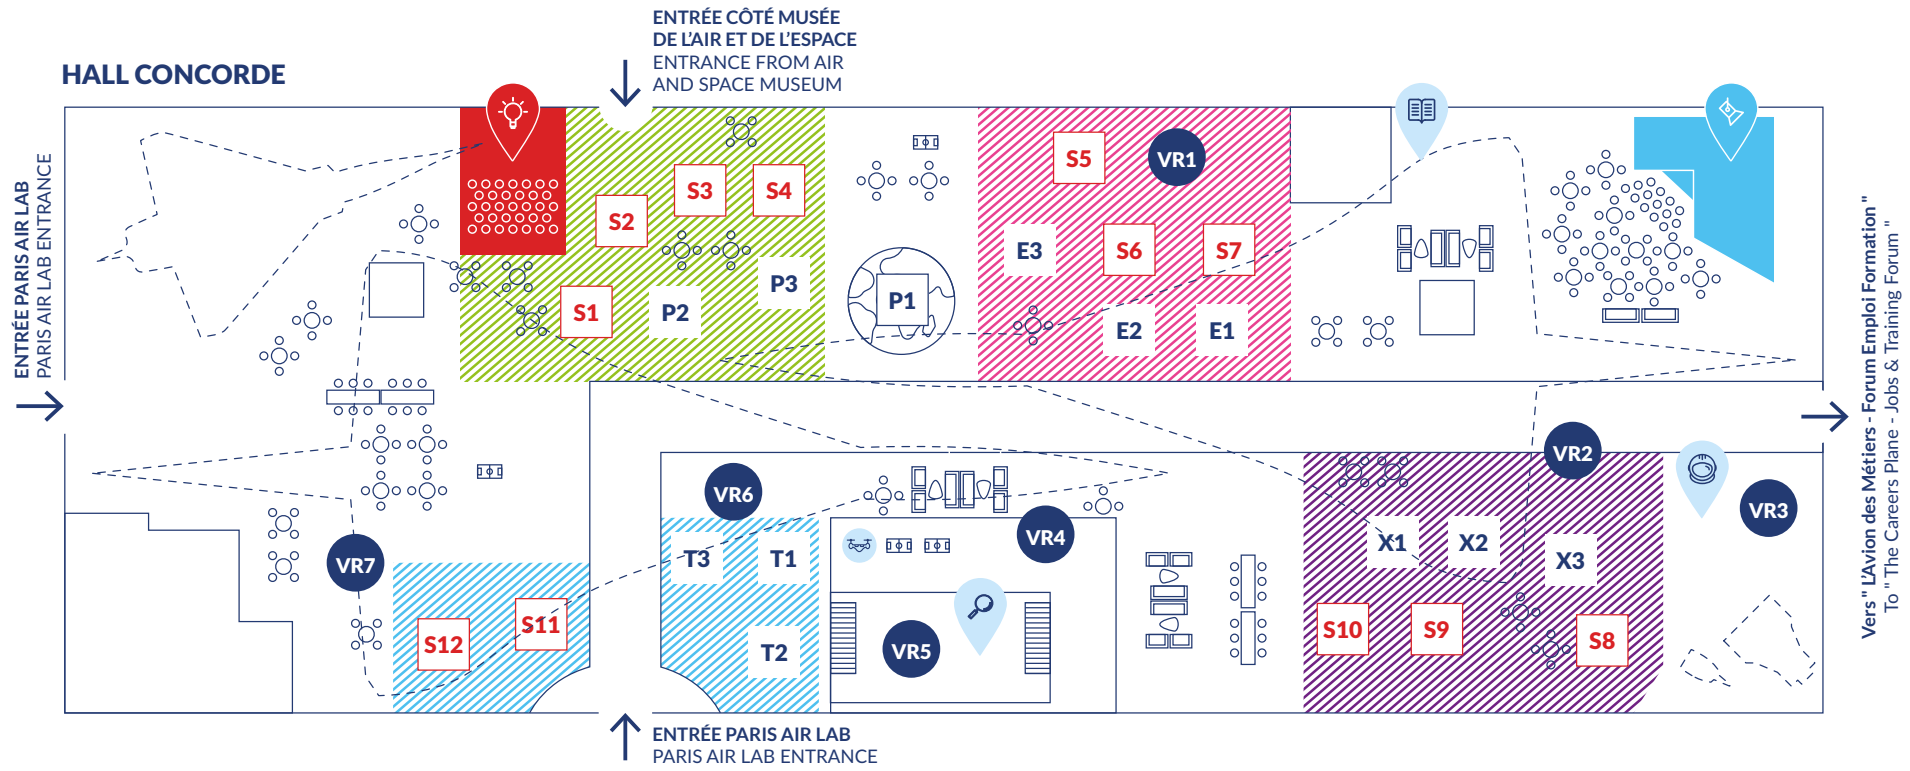 ENTRÉE CÔTÉ MUSÉE
DE L'AIR ET DE L'ESPACE
ENTRANCE FROM AIR
AND SPACE MUSEUM
HALL CONCORDE
ENTRÉE PARIS AIR LAB
PARIS AIR LAB ENTRANCE
S5
VR1
S3
S4
S2
E3
S6
S7
P3
P1
S1
P2
E2
E1
Vers " L'Avion des Métiers - Forum Emploi Formation "
To " The Careers Plane - Jobs & Training Forum "
VR2
VR6
VR3
VR4
X1
X2
X3
T3
T1
VR7
S11
S12
T2
VR5
S10
S9
S8
ENTRÉE PARIS AIR LAB
PARIS AIR LAB ENTRANCE